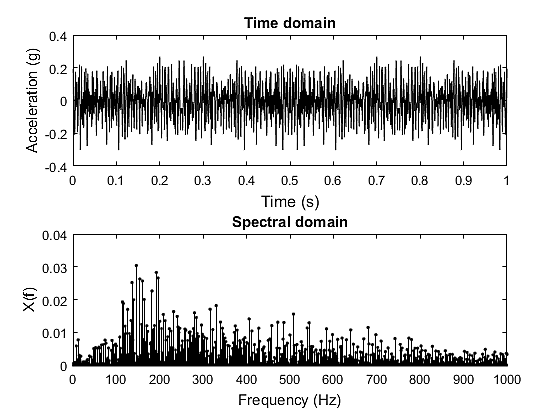 Time domain
0.4
0.2
0
-0.2
-0.4
Acceleration (g)
0 0.1 0.2 0.3 0.4 0.5 0.6 0.7 0.8 0.9 1
Time (s)
Spectral domain
0.04
0.03
0.02
0.01
0
X(f)
0 100 200 300 400 500 600 700 800 900 1000
Frequency (Hz)